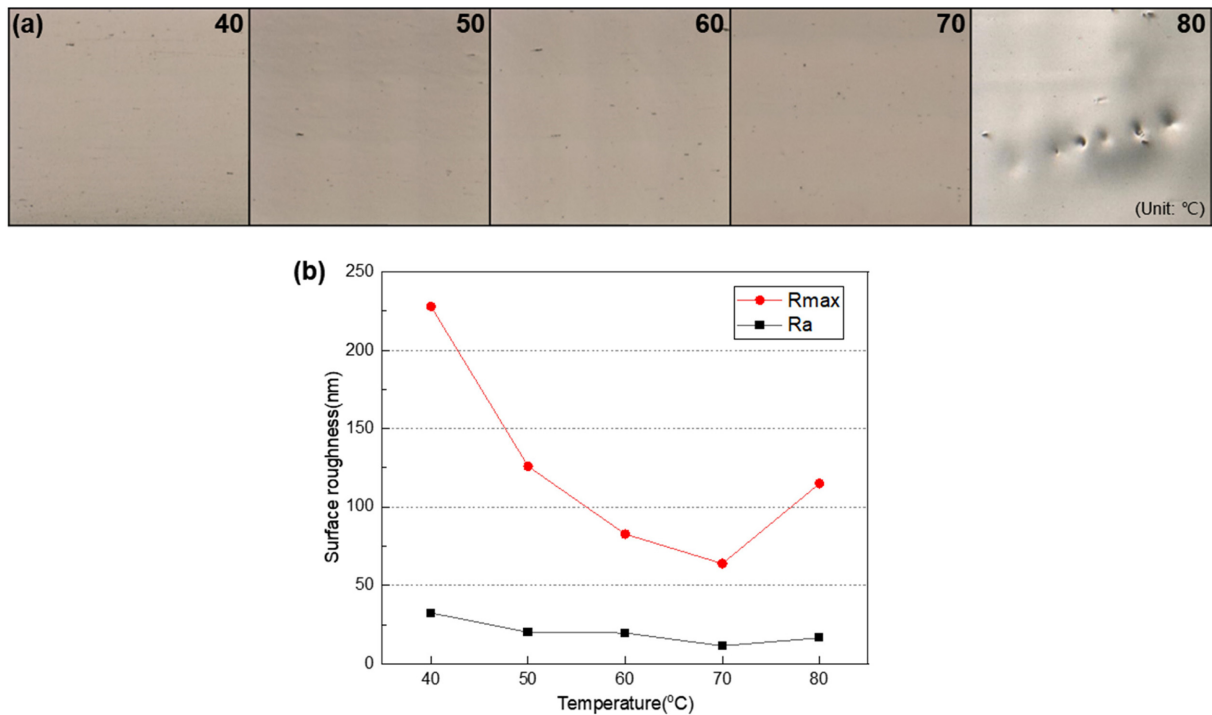 (a) 40 50 60 70 80
(Unit: ℃)
(b)
250
200
150
100
50
0
Surface roughness(nm)
Rmax
Ra
40 50 60 70 80
Temperature(°C)